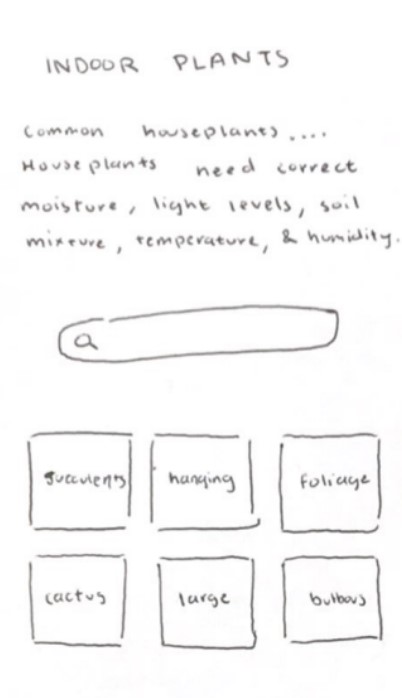 INDOOR PLANTS
Common houseplants....
Houseplants need correct
moisture, light levels, soil
mixture, temperature, & humidity.
succulents hanging foliage
cactus large bulbous